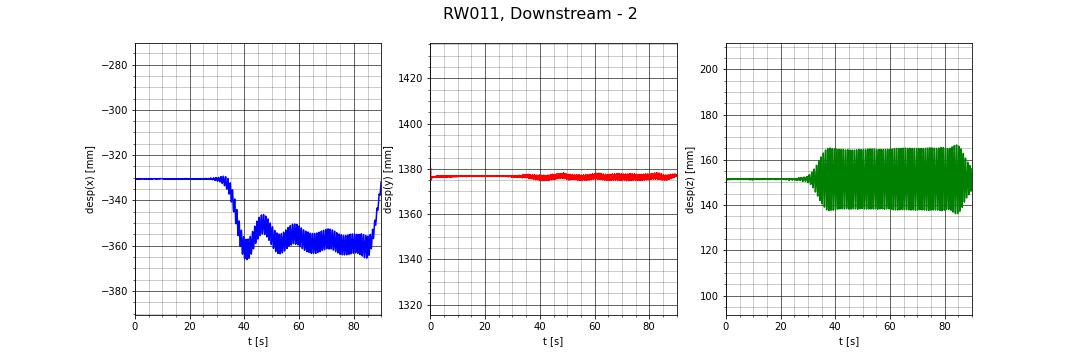 RW011, Downstream - 2
desp(x) [mm]
−280
−300
−320
−340
−360
−380
0 20 40 60 80
t [s]
desp(y) [mm]
1420
1400
1380
1360
1340
1320
0 20 40 60 80
t [s]
desp(z) [mm]
200
180
160
140
120
100
0 20 40 60 80
t [s]